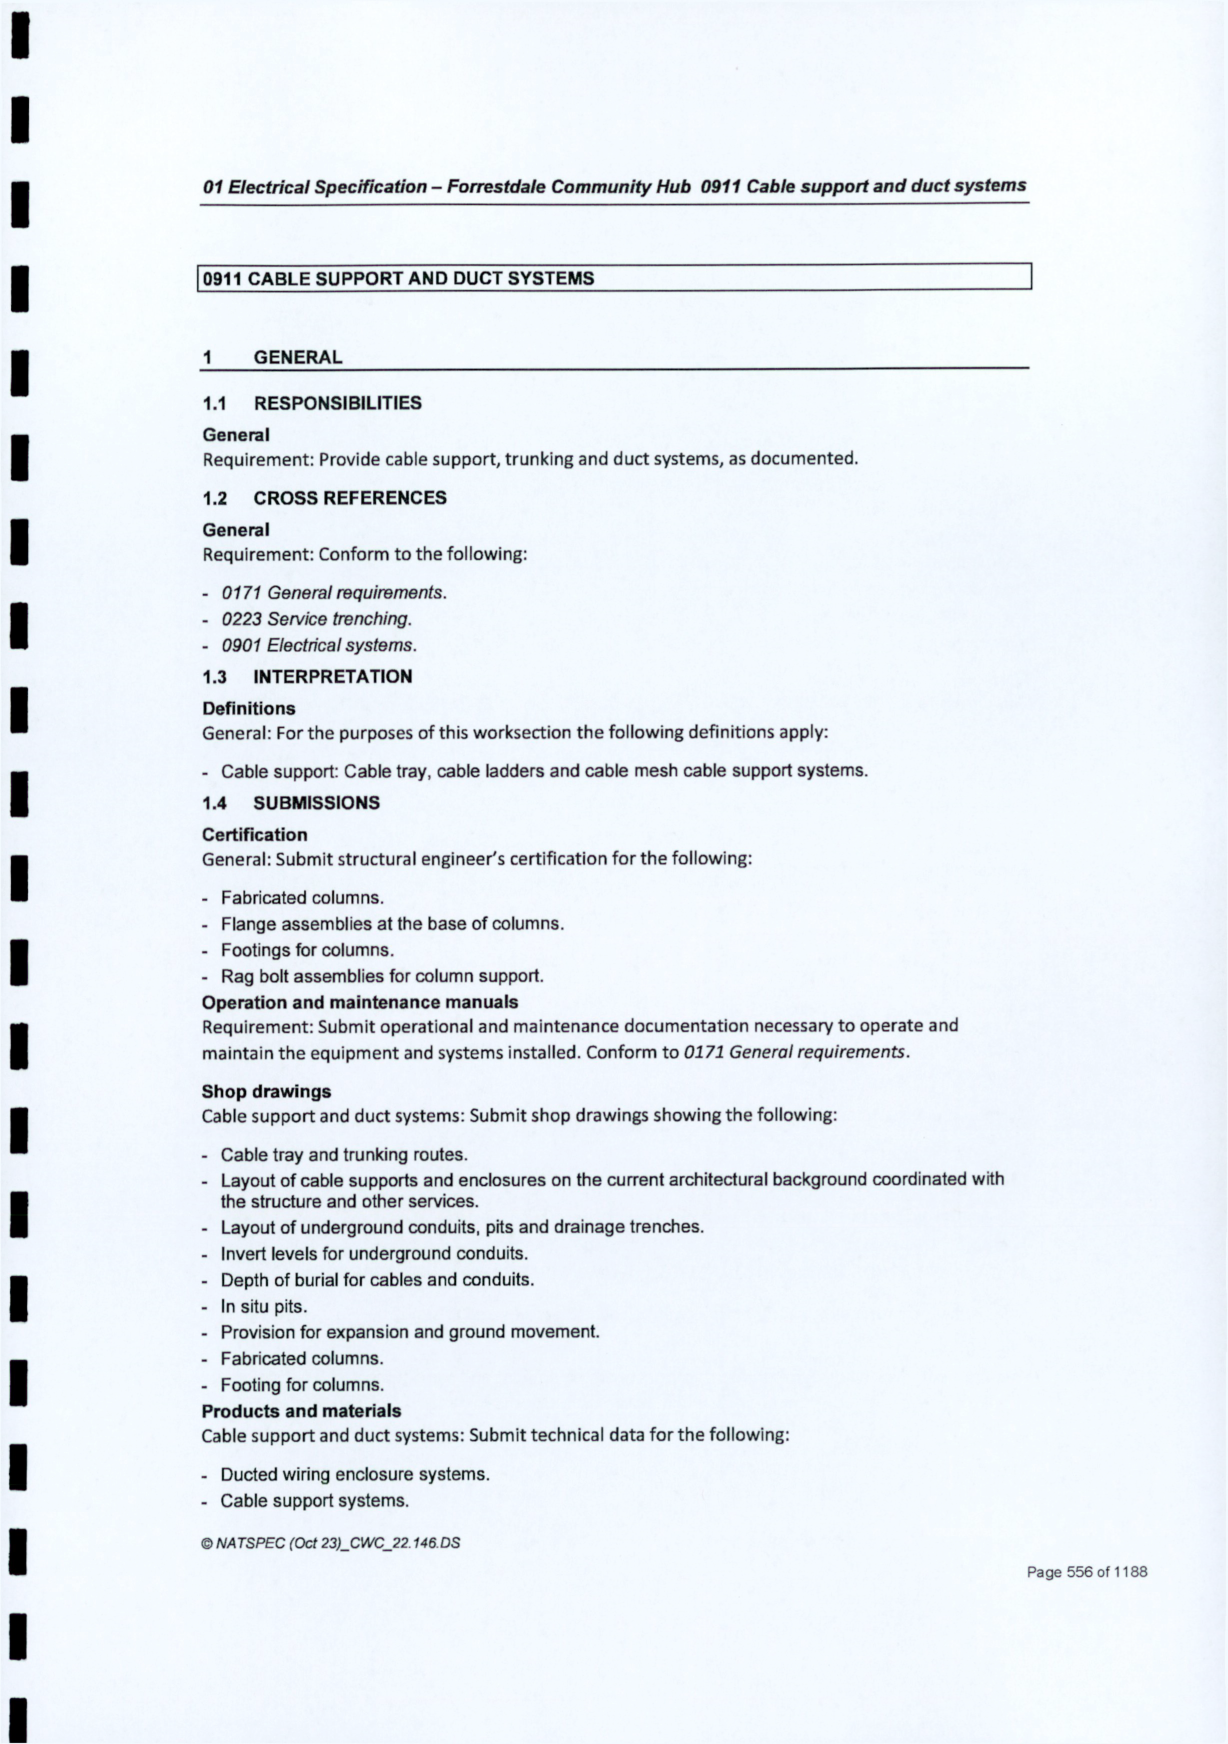 01 Electrical Specification – Forrestdale Community Hub 0911 Cable support and duct systems
0911 CABLE SUPPORT AND DUCT SYSTEMS
1 GENERAL
1.1 RESPONSIBILITIES
General
Requirement: Provide cable support, trunking and duct systems, as documented.
1.2 CROSS REFERENCES
General
Requirement: Conform to the following:
- 0171 General requirements.
- 0223 Service trenching.
- 0901 Electrical systems.
1.3 INTERPRETATION
Definitions
General: For the purposes of this worksection the following definitions apply:
- Cable support: Cable tray, cable ladders and cable mesh cable support systems.
1.4 SUBMISSIONS
Certification
General: Submit structural engineer's certification for the following:
- Fabricated columns.
- Flange assemblies at the base of columns.
- Footings for columns.
- Rag bolt assemblies for column support.
Operation and maintenance manuals
Requirement: Submit operational and maintenance documentation necessary to operate and
maintain the equipment and systems installed. Conform to 0171 General requirements.
Shop drawings
Cable support and duct systems: Submit shop drawings showing the following:
- Cable tray and trunking routes.
- Layout of cable supports and enclosures on the current architectural background coordinated with
the structure and other services.
- Layout of underground conduits, pits and drainage trenches.
- Invert levels for underground conduits.
- Depth of burial for cables and conduits.
- In situ pits.
- Provision for expansion and ground movement.
- Fabricated columns.
- Footing for columns.
Products and materials
Cable support and duct systems: Submit technical data for the following:
- Ducted wiring enclosure systems.
- Cable support systems.
© NATSPEC (Oct 23)_CWC_22.146.DS
Page 556 of 1188